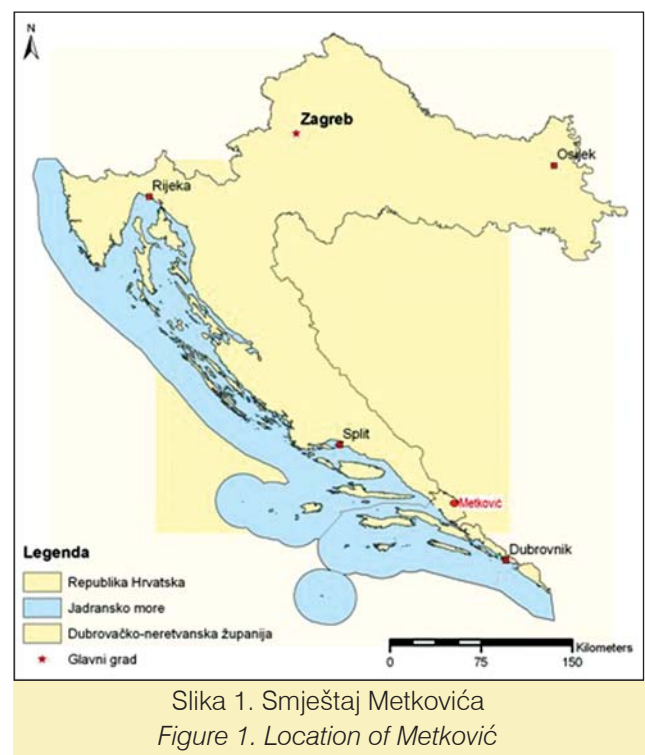 N
Zagreb
Osijek
Rijeka
Split
Metković
Dubrovnik
Legenda
Republika Hrvatska
Jadransko more
Dubrovačko-neretvanska županija
Glavni grad
Kilometers
0 75 150
Slika 1. Smještaj Metkovića
Figure 1. Location of Metković